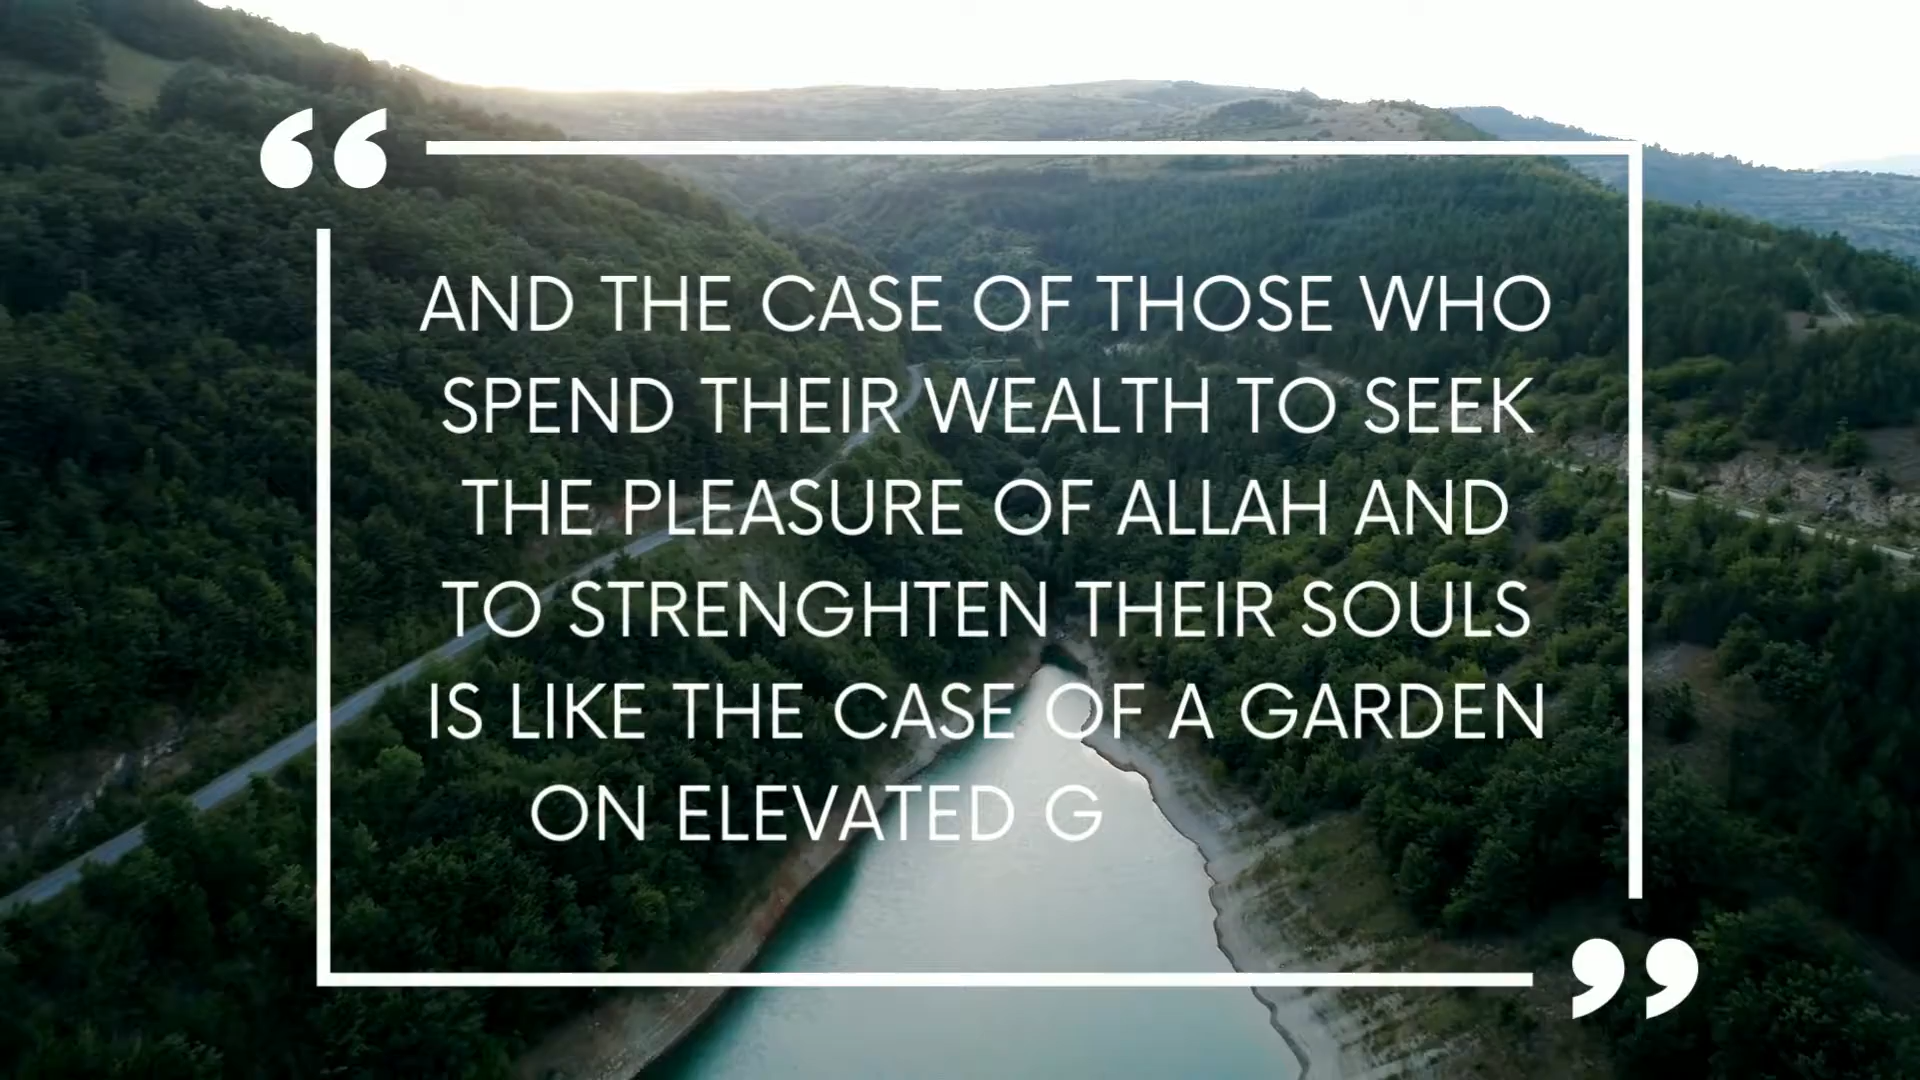 “
AND THE CASE OF THOSE WHO
SPEND THEIR WEALTH TO SEEK
THE PLEASURE OF ALLAH AND
TO STRENGHTEN THEIR SOULS
IS LIKE THE CASE OF A GARDEN
ON ELEVATED G
”